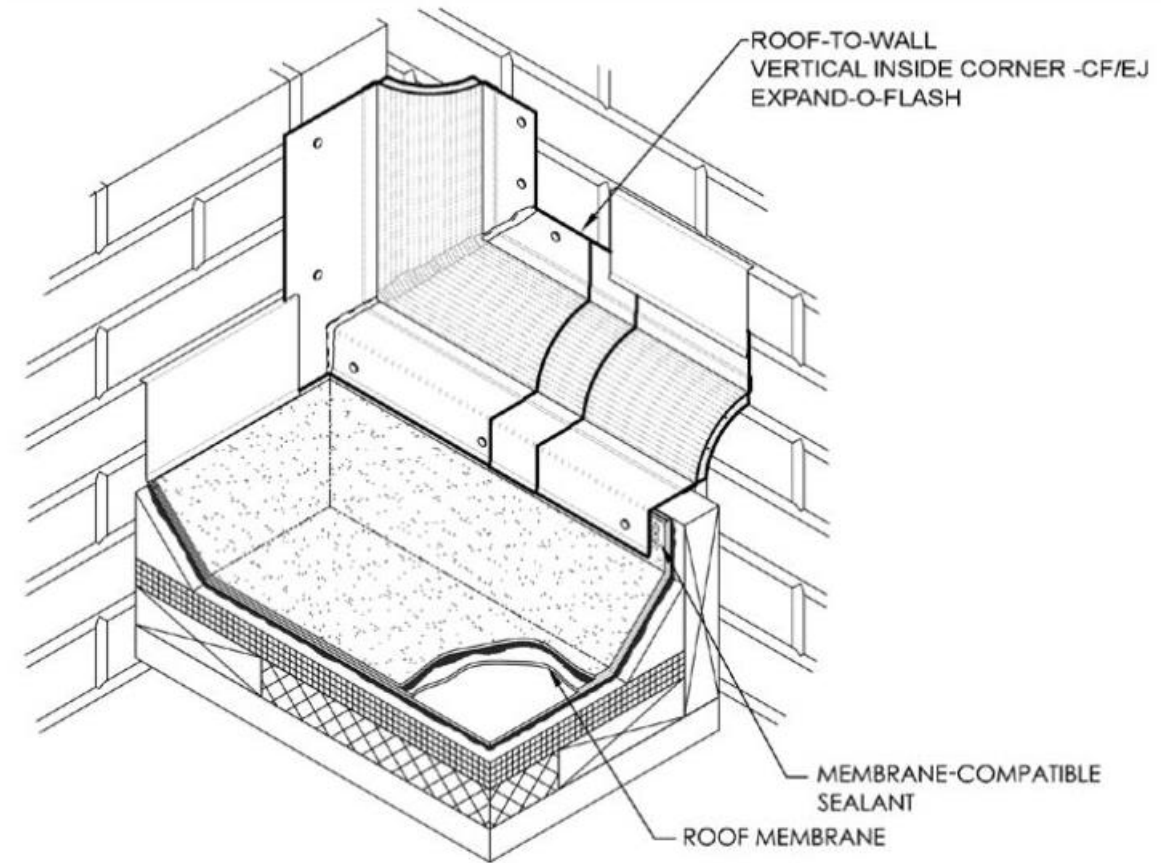 ROOF-TO-WALL
VERTICAL INSIDE CORNER -CF/EJ
EXPAND-O-FLASH
MEMBRANE-COMPATIBLE
SEALANT
ROOF MEMBRANE